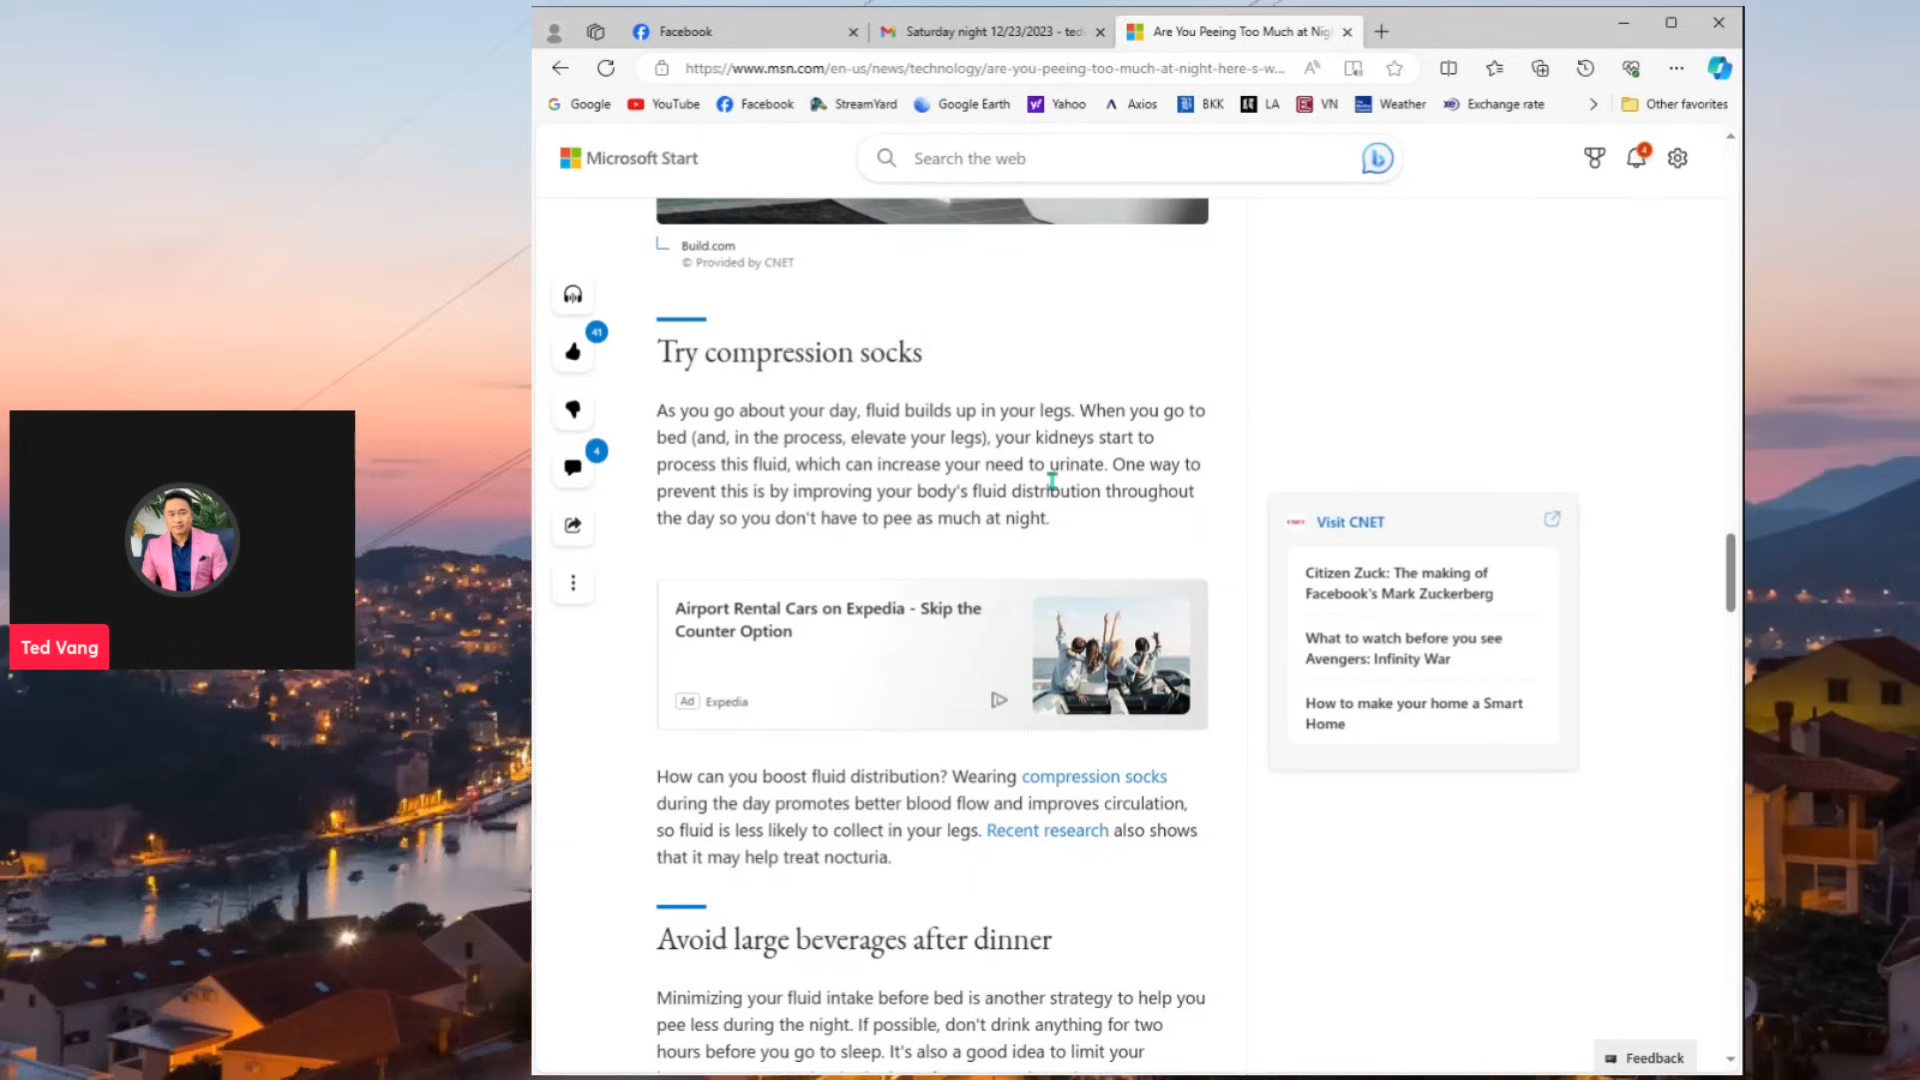 Facebook
Saturday night 12/23/2023 - ted
Are You Peeing Too Much at Nig
https://www.msn.com/en-us/news/technology/are-you-peeing-too-much-at-night-here-s-w...
Google
YouTube
Facebook
StreamYard
Google Earth
Yahoo
Axios
BKK
LA
VN
Weather
Exchange rate
Other favorites
Microsoft Start
Search the web
4
Build.com
© Provided by CNET
41
4
Try compression socks
As you go about your day, fluid builds up in your legs. When you go to
bed (and, in the process, elevate your legs), your kidneys start to
process this fluid, which can increase your need to urinate. One way to
prevent this is by improving your body's fluid distribution throughout
the day so you don't have to pee as much at night.
Airport Rental Cars on Expedia - Skip the
Counter Option
Ad Expedia
How can you boost fluid distribution? Wearing compression socks
during the day promotes better blood flow and improves circulation,
so fluid is less likely to collect in your legs. Recent research also shows
that it may help treat nocturia.
Avoid large beverages after dinner
Minimizing your fluid intake before bed is another strategy to help you
pee less during the night. If possible, don't drink anything for two
hours before you go to sleep. It's also a good idea to limit your
CNET Visit CNET
Citizen Zuck: The making of
Facebook's Mark Zuckerberg
What to watch before you see
Avengers: Infinity War
How to make your home a Smart
Home
Feedback
Ted Vang